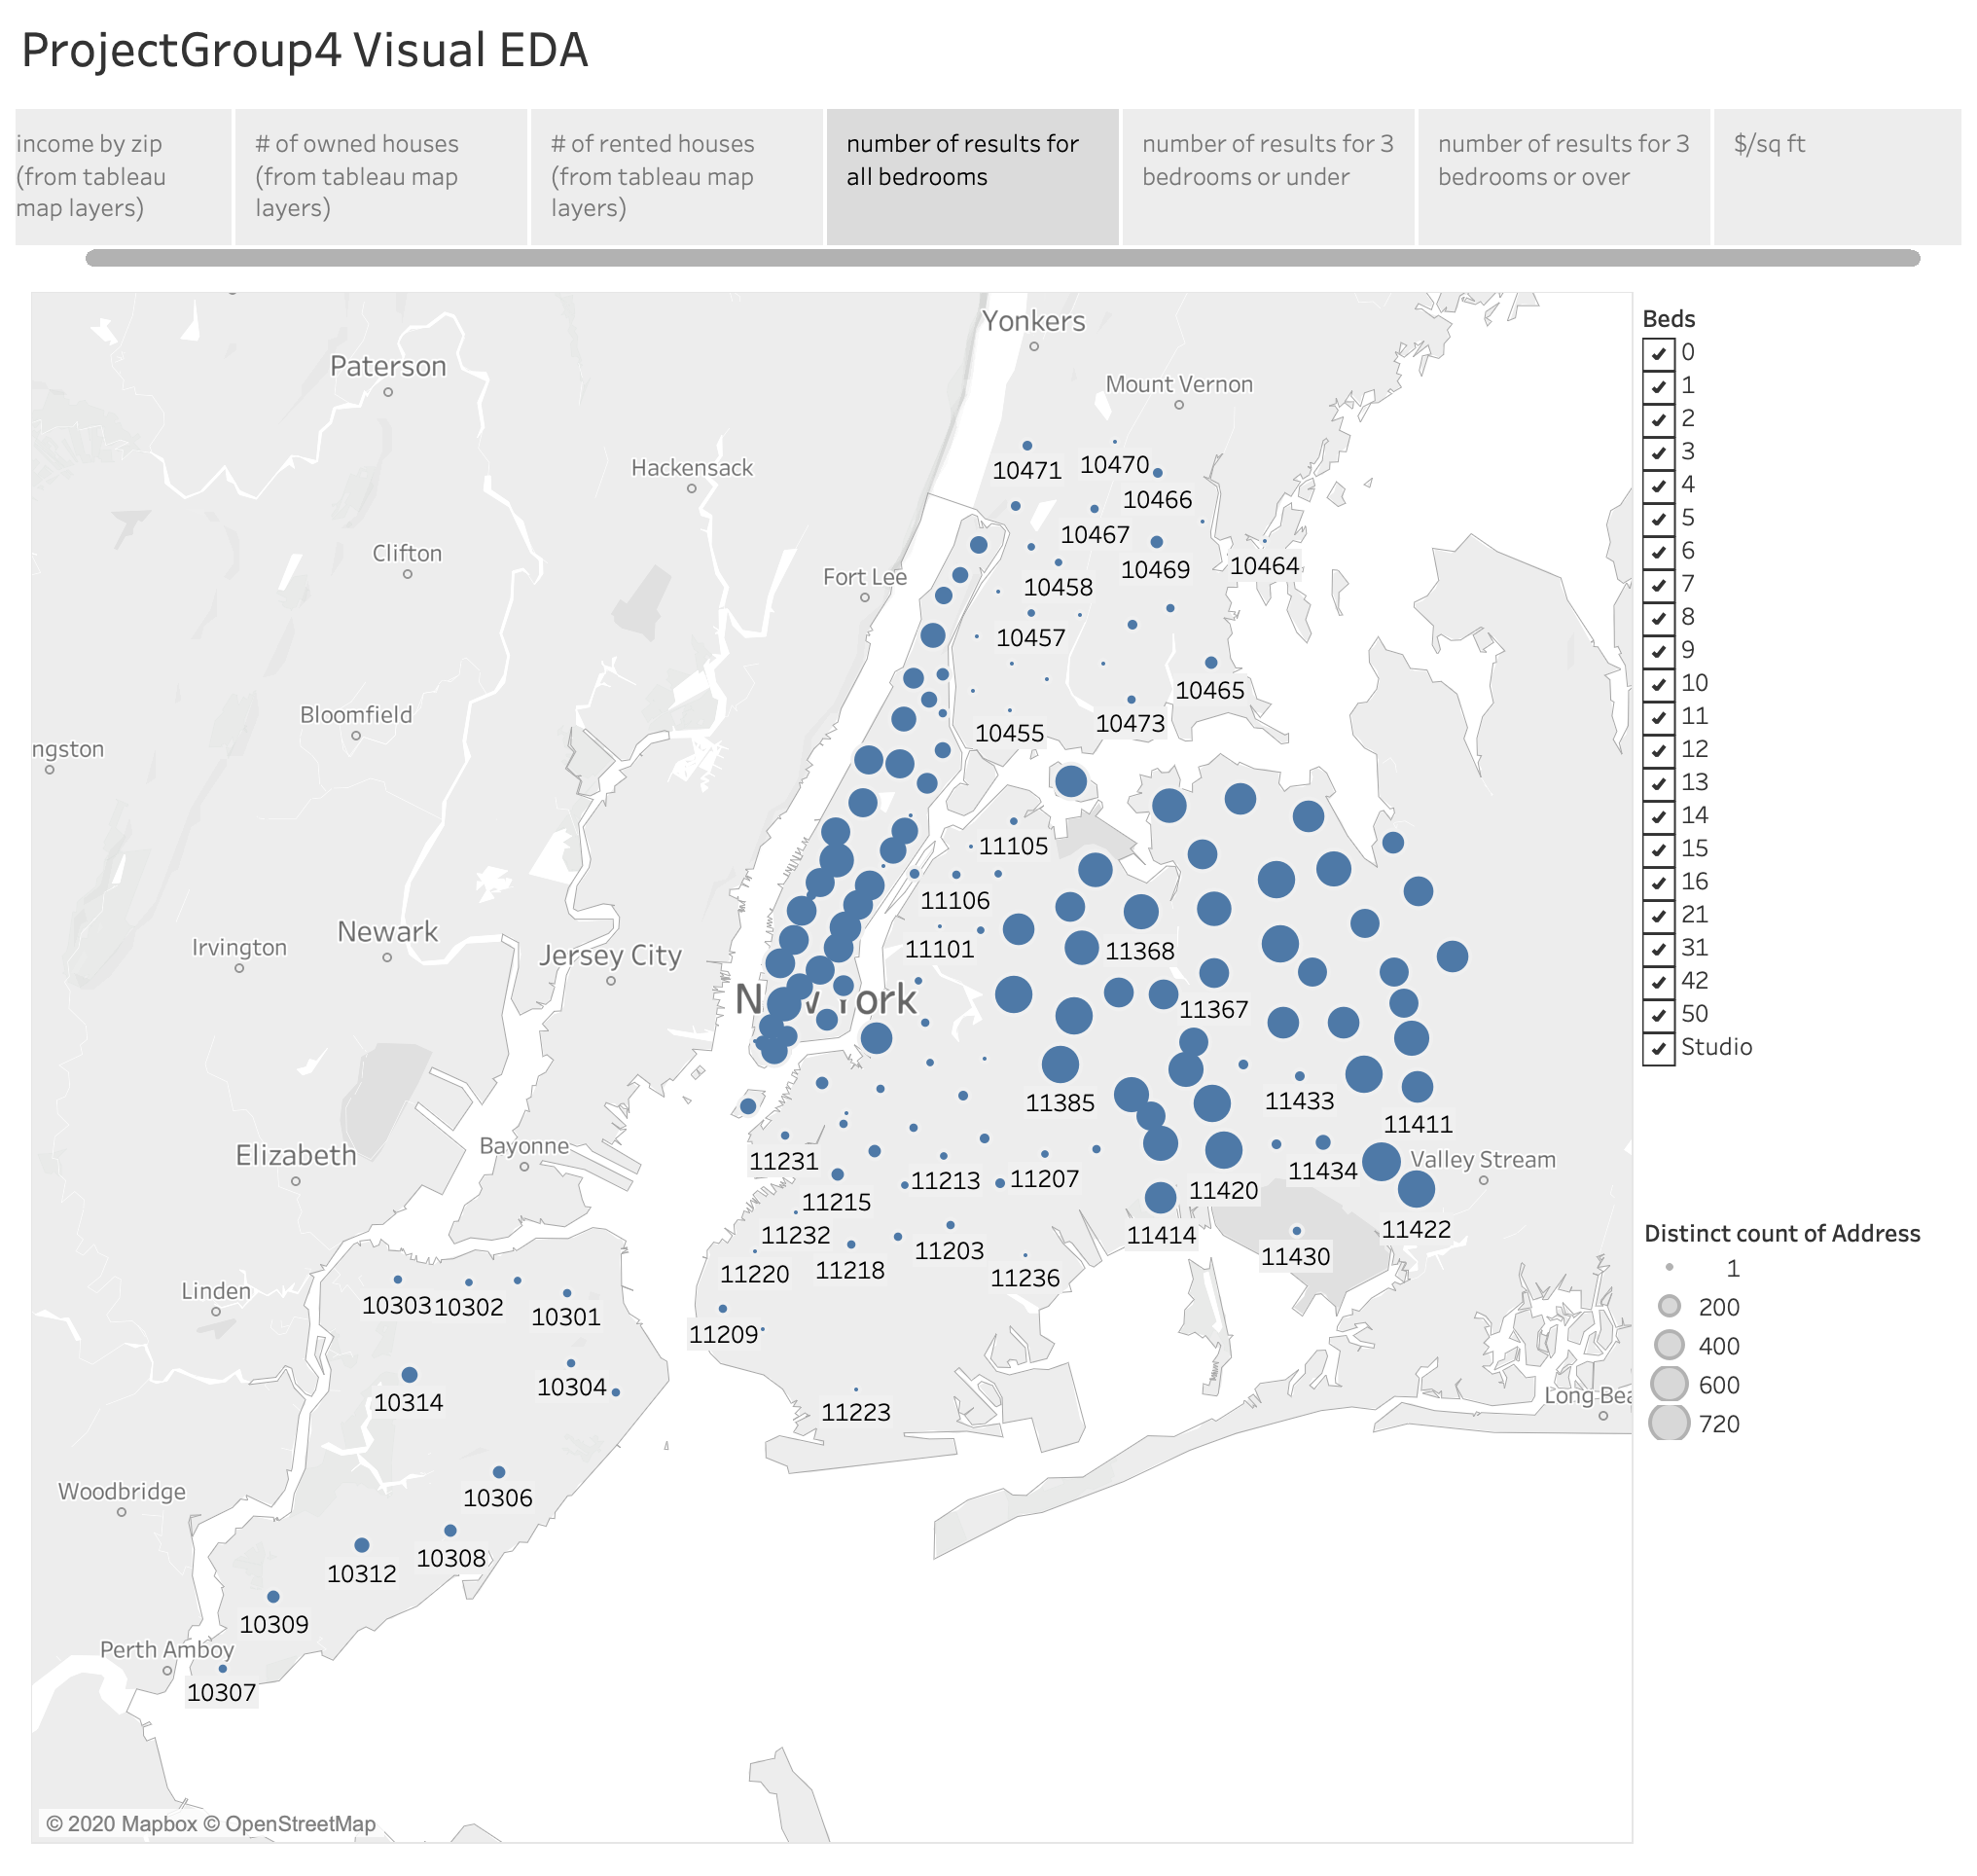 ProjectGroup4 Visual EDA
income by zip
(from tableau
map layers)
# of owned houses
(from tableau map
layers)
# of rented houses
(from tableau map
layers)
number of results for
all bedrooms
number of results for 3
bedrooms or under
number of results for 3
bedrooms or over
$/sq ft
Yonkers
Paterson
Mount Vernon
Hackensack
10471
10470
10466
10467
Clifton
Fort Lee
10458
10469
10464
10457
10465
Bloomfield
10473
10455
ngston
11105
11106
Newark
Irvington
Jersey City
11101
11368
New York
11367
11385
11433
11411
Elizabeth
Bayonne
11231
11213
11207
11434
Valley Stream
11215
11420
11422
11232
11203
11414
11430
11220
11218
11236
Linden
10303
10302
10301
11209
10304
10314
11223
Long Bea
Woodbridge
10306
10308
10312
10309
Perth Amboy
10307
© 2020 Mapbox © OpenStreetMap
Beds
0
1
2
3
4
5
6
7
8
9
10
11
12
13
14
15
16
21
31
42
50
Studio
Distinct count of Address
1
200
400
600
720